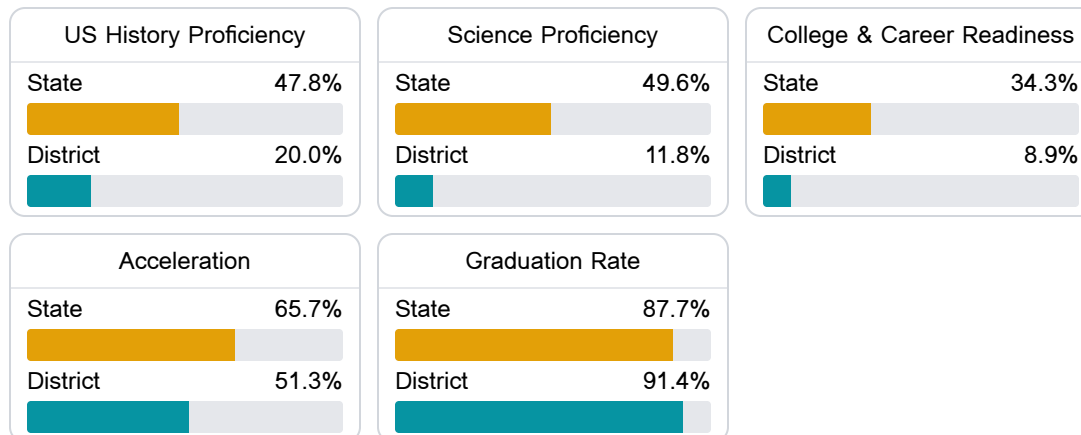 US History Proficiency
State 47.8%
District 20.0%
Science Proficiency
State 49.6%
District 11.8%
College & Career Readiness
State 34.3%
District 8.9%
Acceleration
State 65.7%
District 51.3%
Graduation Rate
State 87.7%
District 91.4%